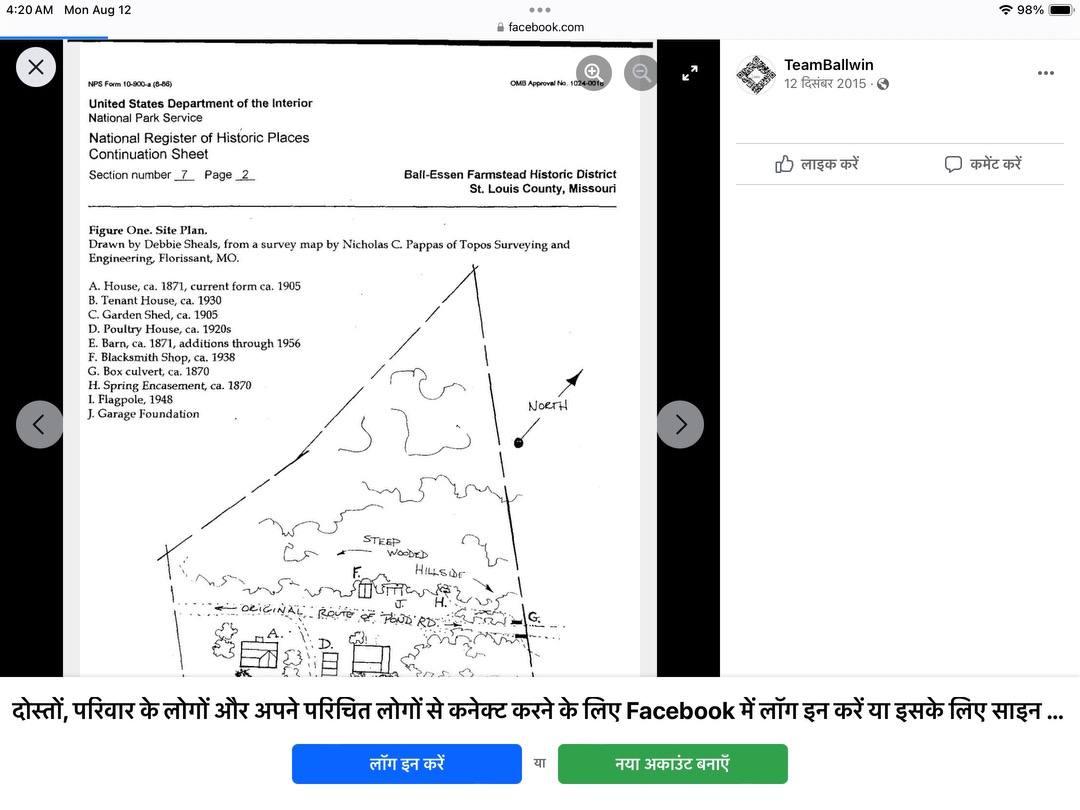 4:20 AM Mon Aug 12
98%
facebook.com
NPS Form 10-900-a (8-86)
OMB Approval No. 1024-0018
United States Department of the Interior
National Park Service
National Register of Historic Places
Continuation Sheet
Section number 7 Page 2
Ball-Essen Farmstead Historic District
St. Louis County, Missouri
Figure One. Site Plan.
Drawn by Debbie Sheals, from a survey map by Nicholas C. Pappas of Topos Surveying and
Engineering, Florissant, MO.
A. House, ca. 1871, current form ca. 1905
B. Tenant House, ca. 1930
C. Garden Shed, ca. 1905
D. Poultry House, ca. 1920s
E. Barn, ca. 1871, additions through 1956
F. Blacksmith Shop, ca. 1938
G. Box culvert, ca. 1870
H. Spring Encasement, ca. 1870
I. Flagpole, 1948
J. Garage Foundation
NORTH
STEEP
WOODED
HILLSIDE
F.
J.
H.
G.
ORIGINAL ROUTE OF POND RD.
A.
D.
TeamBallwin
12 दिसंबर 2015
लाइक करें
कमेंट करें
दोस्तों, परिवार के लोगों और अपने परिचित लोगों से कनेक्ट करने के लिए Facebook में लॉग इन करें या इसके लिए साइन ...
लॉग इन करें
या
नया अकाउंट बनाएँ